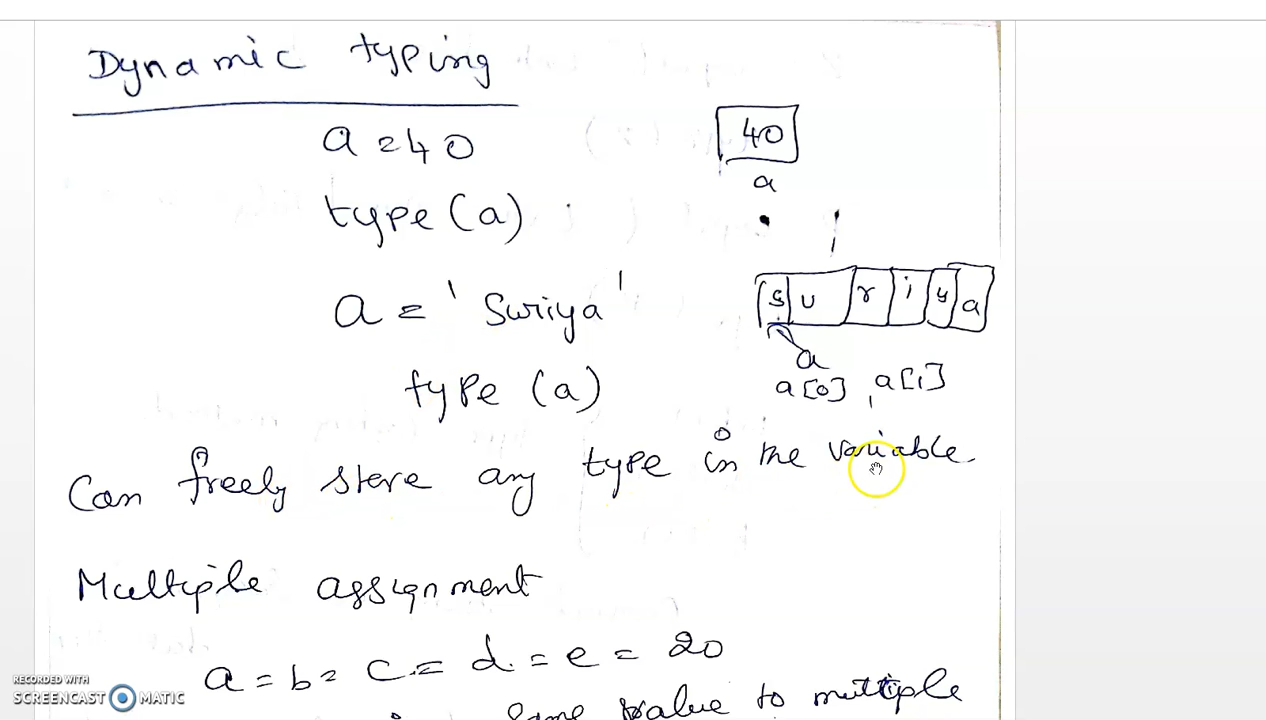 Dynamic typing
a = 40
40
a
type (a)
a = 'Suriya'
s u r i y a
a
a[0], a[1]
type (a)
Can freely store any type in the variable
Multiple assignment
a = b = c = d = e = 20
same value to multiple
RECORDED WITH
SCREENCAST MATIC